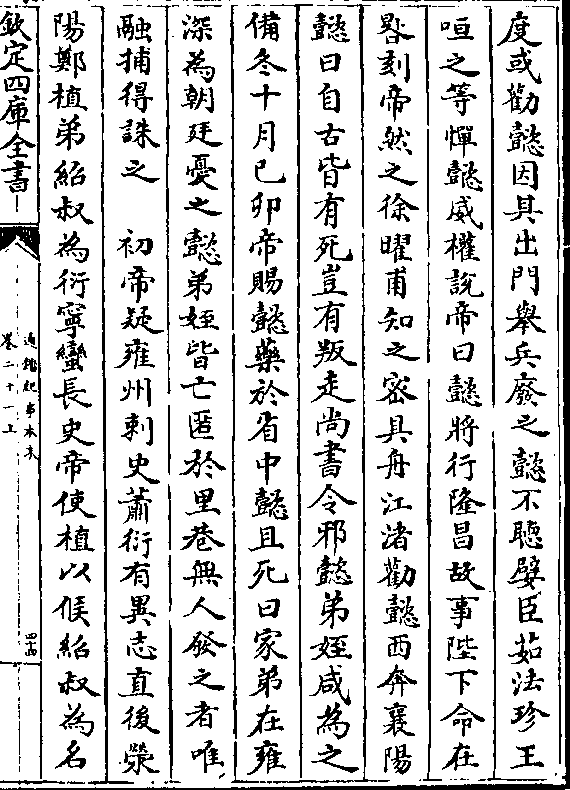 度或勸懿因其出門舉兵廢之懿不聽嬖臣茹法珍王
咺之等憚懿威權說帝曰懿將行隆昌故事陛下命在
晷刻帝然之徐曜甫知之密具舟江渚勸懿西奔襄陽
懿曰自古皆有死豈有叛走尚書令邪懿弟姪咸為之
備冬十月己卯帝賜懿藥於省中懿且死曰家弟在雍
深為朝廷憂之懿弟姪皆亡匿於里巷無人發之者唯
融捕得誅之　初帝疑雍州刺史蕭衍有異志直後滎
陽鄭植弟紹叔為衍寧蠻長史帝使植以候紹叔為名
欽定四庫全書
通鑑紀事本末
卷二十一上
四十四